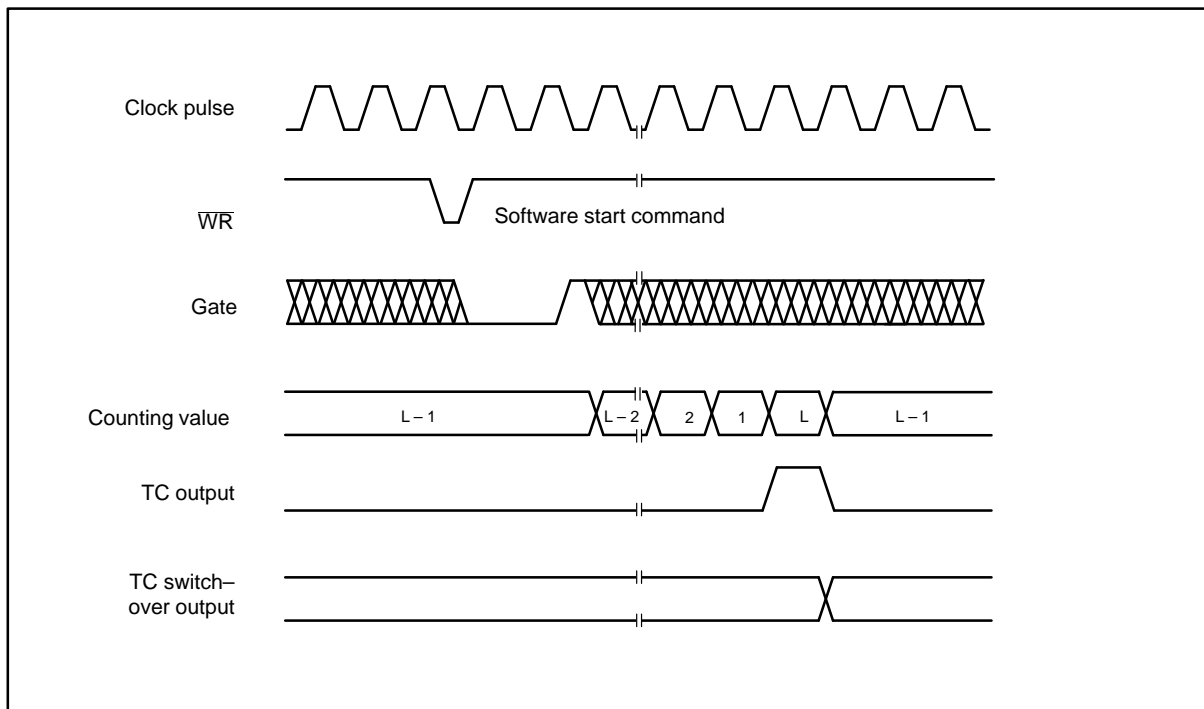 Clock pulse
WR
Software start command
Gate
Counting value
L – 1
L – 2
2
1
L
L – 1
TC output
TC switch–
over output